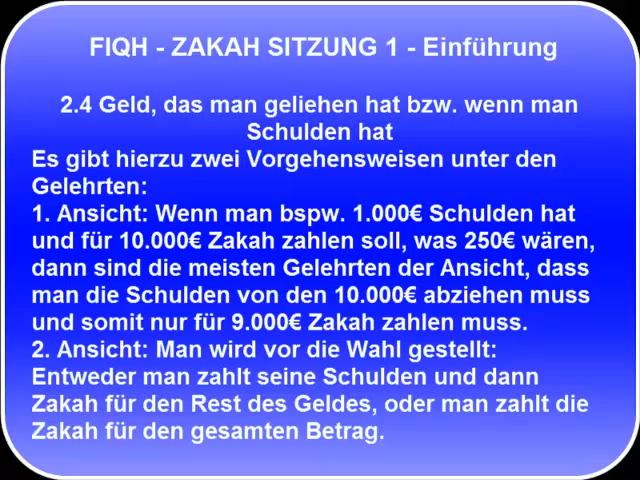 FIQH - ZAKAH SITZUNG 1 - Einführung
2.4 Geld, das man geliehen hat bzw. wenn man
Schulden hat
Es gibt hierzu zwei Vorgehensweisen unter den
Gelehrten:
1. Ansicht: Wenn man bspw. 1.000€ Schulden hat
und für 10.000€ Zakah zahlen soll, was 250€ wären,
dann sind die meisten Gelehrten der Ansicht, dass
man die Schulden von den 10.000€ abziehen muss
und somit nur für 9.000€ Zakah zahlen muss.
2. Ansicht: Man wird vor die Wahl gestellt:
Entweder man zahlt seine Schulden und dann
Zakah für den Rest des Geldes, oder man zahlt die
Zakah für den gesamten Betrag.